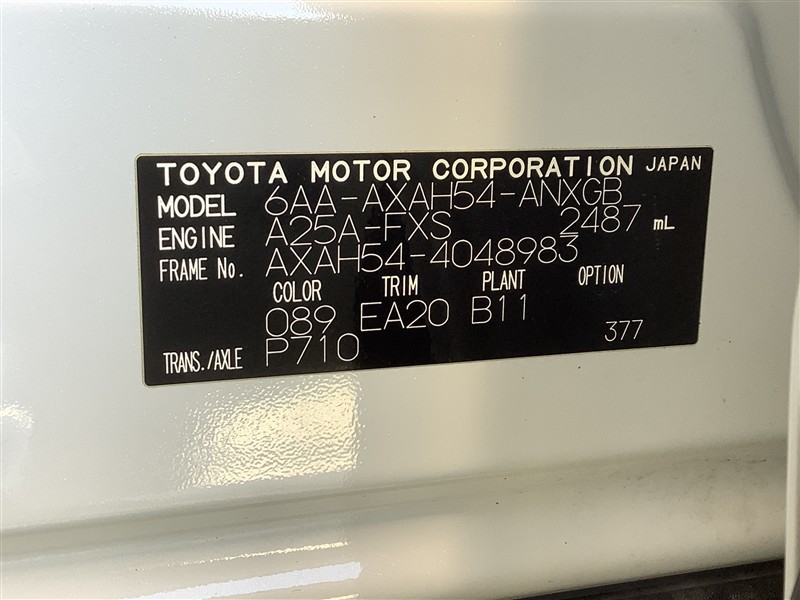 TOYOTA MOTOR CORPORATION JAPAN
MODEL 6AA-AXAH54-ANXGB
ENGINE A25A-FXS 2487 mL
FRAME No. AXAH54-4048983
COLOR TRIM PLANT OPTION
089 EA20 B11
TRANS./AXLE P710 377